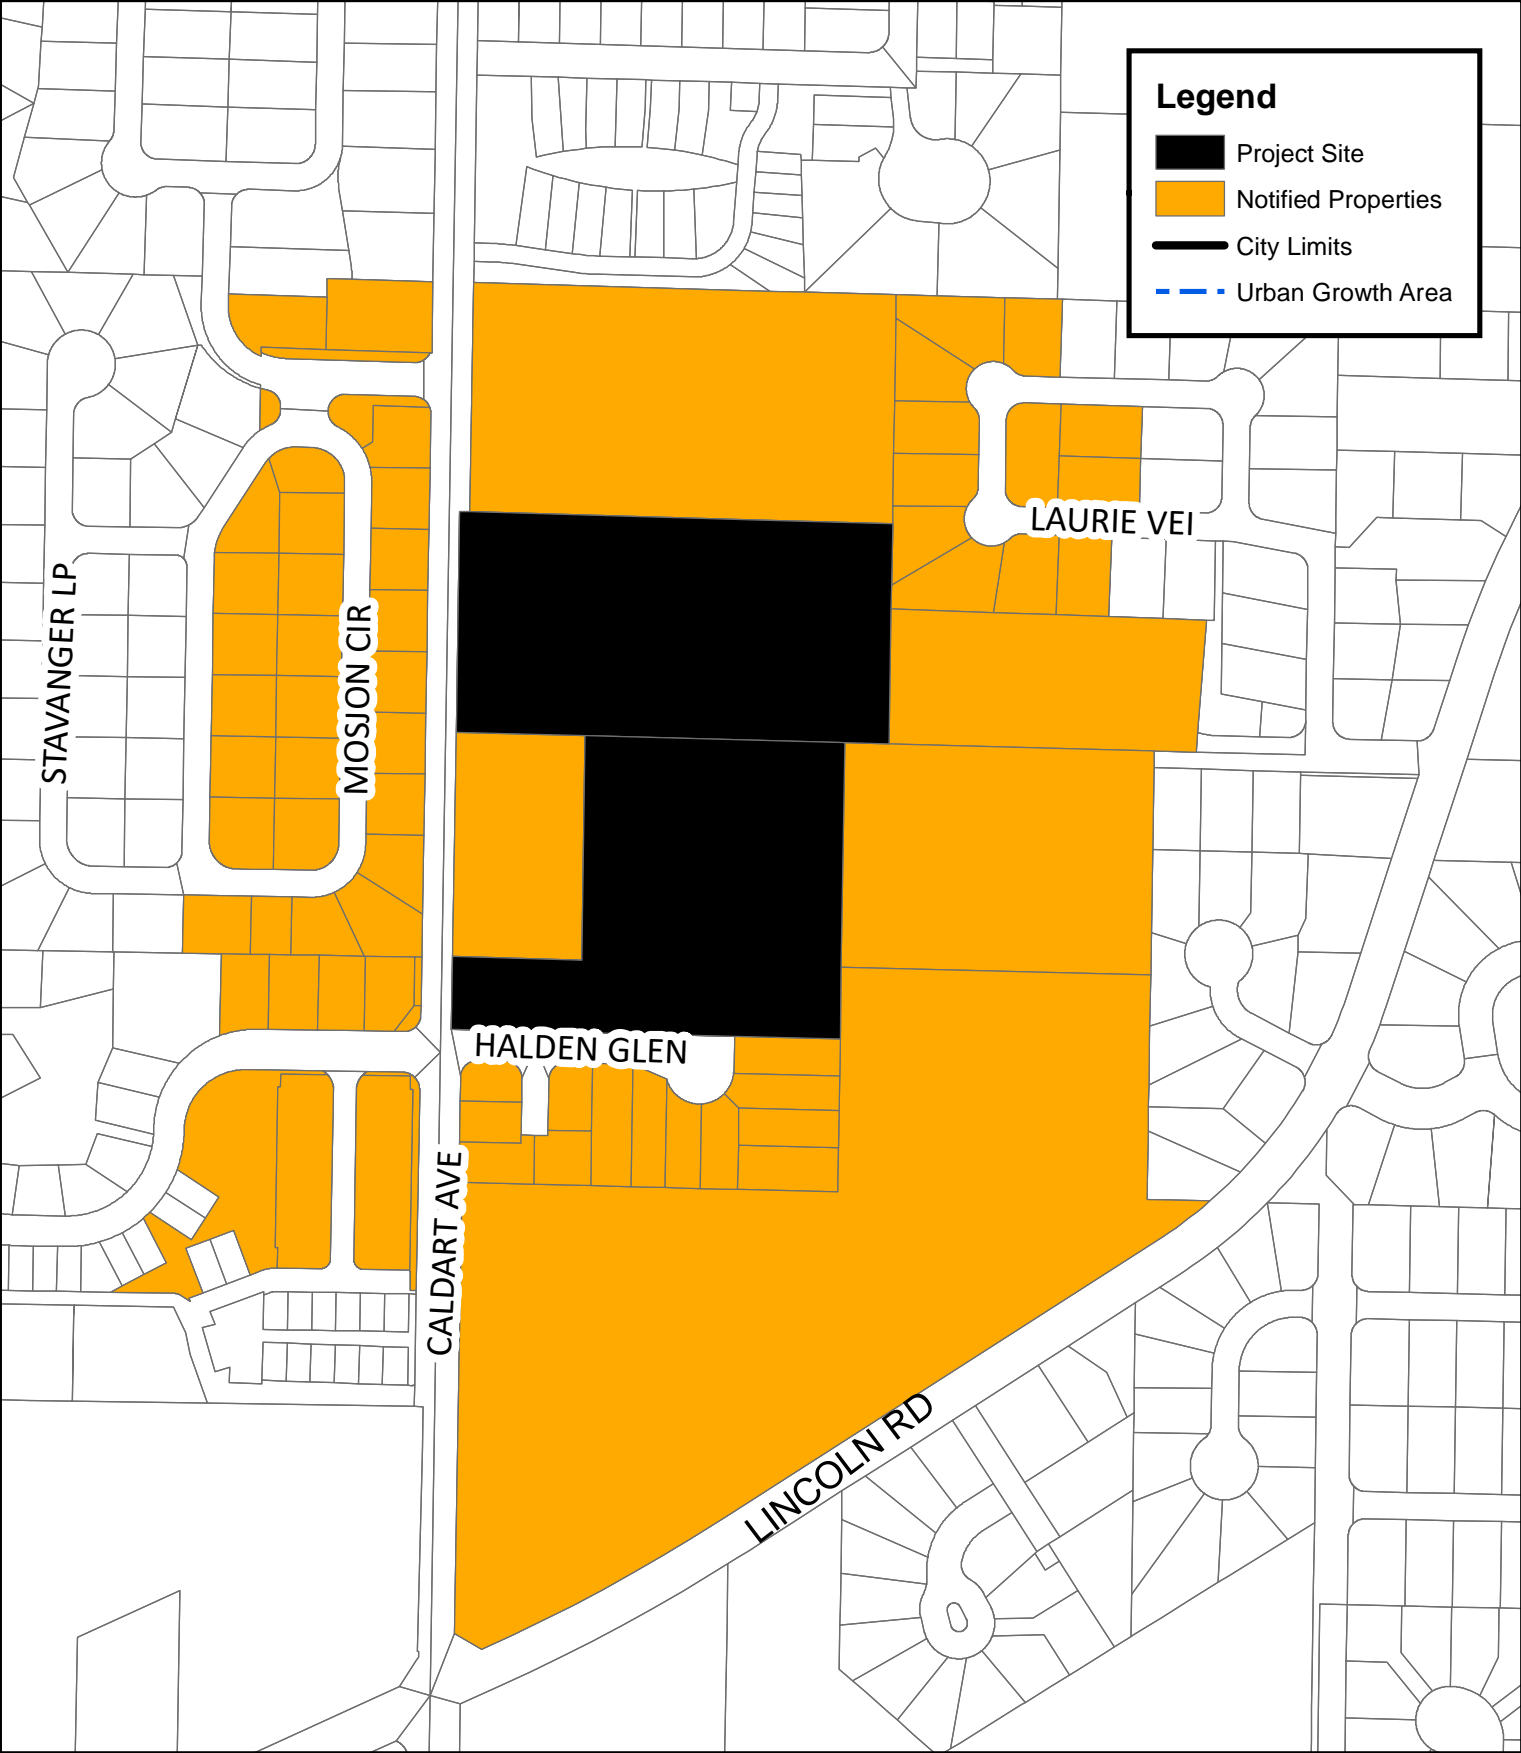 Legend
Project Site
Notified Properties
City Limits
Urban Growth Area
LAURIE VEI
STAVANGER LP
MOSJON CIR
HALDEN GLEN
CALDART AVE
LINCOLN RD